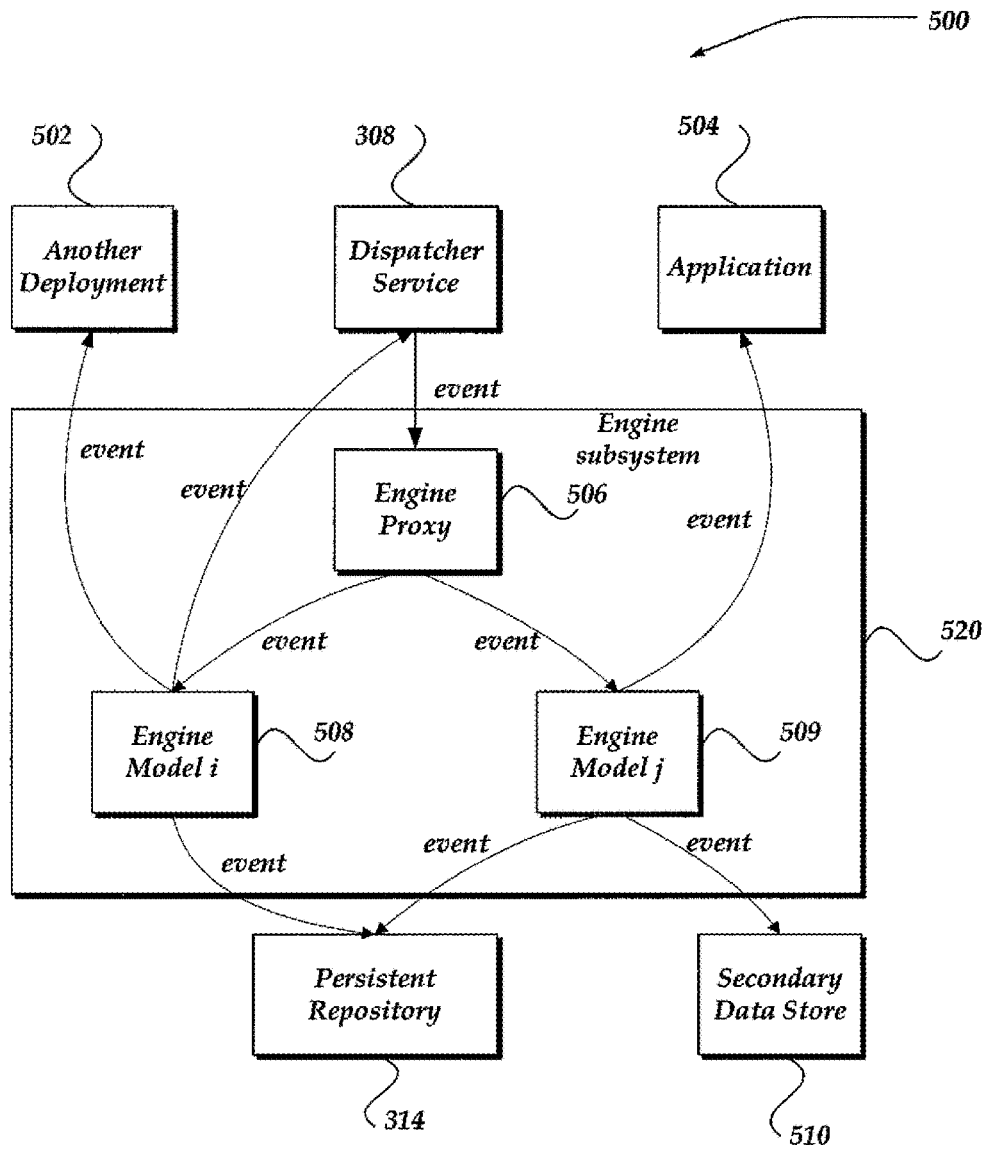 500
502
308
504
Another
Deployment
Dispatcher
Service
Application
event
Engine
subsystem
event
event
Engine
Proxy
506
event
event
event
520
Engine
Model i
508
Engine
Model j
509
event
event
event
Persistent
Repository
Secondary
Data Store
314
510